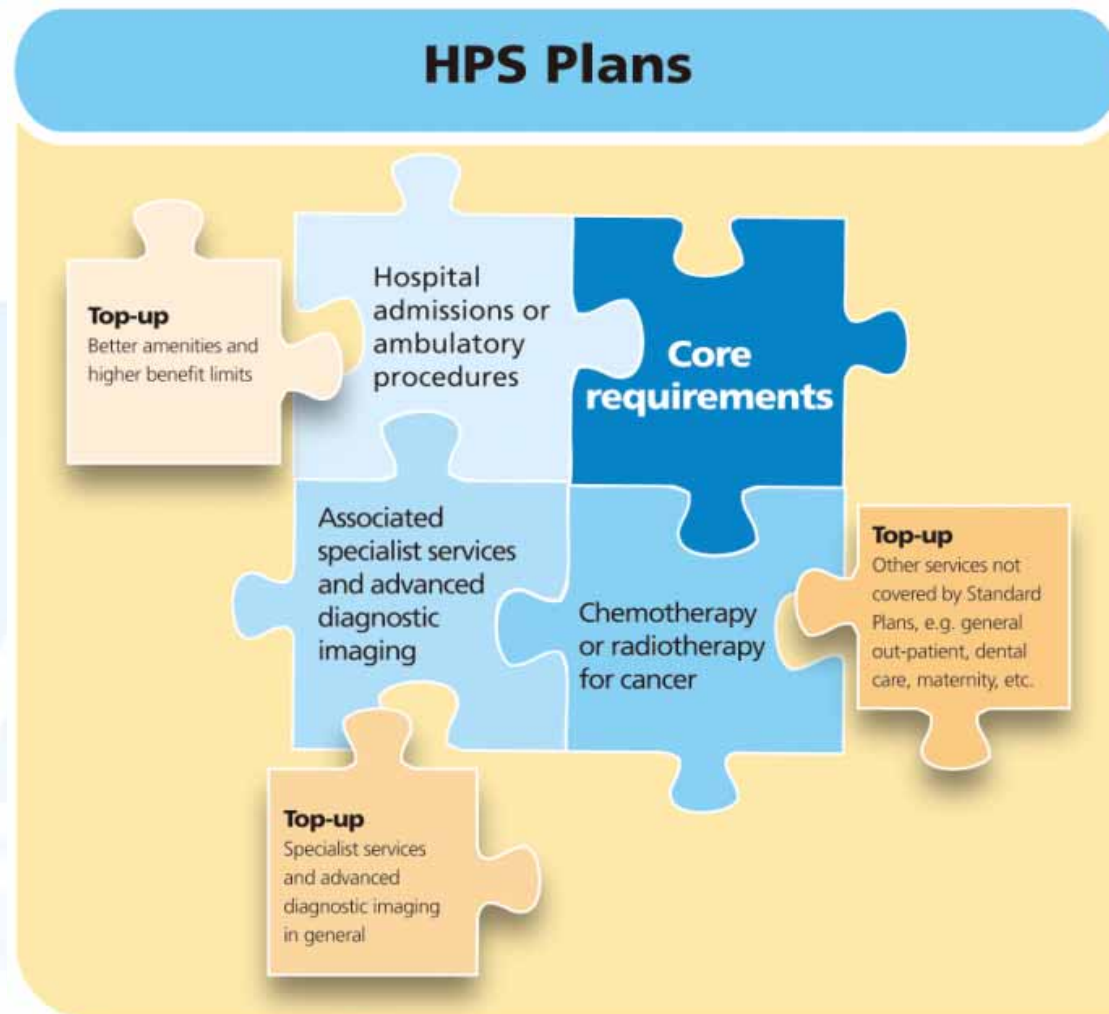 HPS Plans
Top-up
Better amenities and
higher benefit limits
Hospital
admissions or
ambulatory
procedures
Core
requirements
Associated
specialist services
and advanced
diagnostic
imaging
Chemotherapy
or radiotherapy
for cancer
Top-up
Other services not
covered by Standard
Plans, e.g. general
out-patient, dental
care, maternity, etc.
Top-up
Specialist services
and advanced
diagnostic imaging
in general